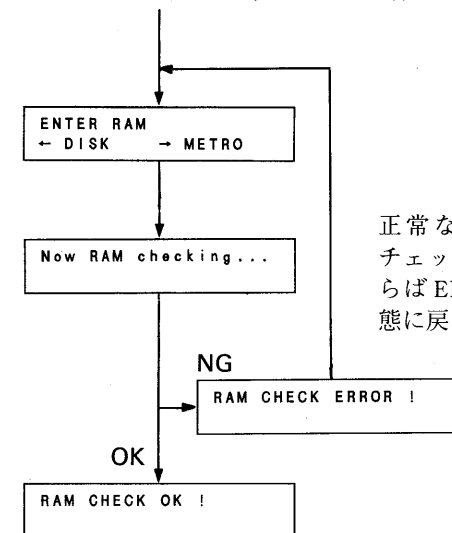 ENTER RAM
← DISK → METRO
Now RAM checking...
正常な
チェッ
らば
態に戻
NG
RAM CHECK ERROR !
OK
RAM CHECK OK !